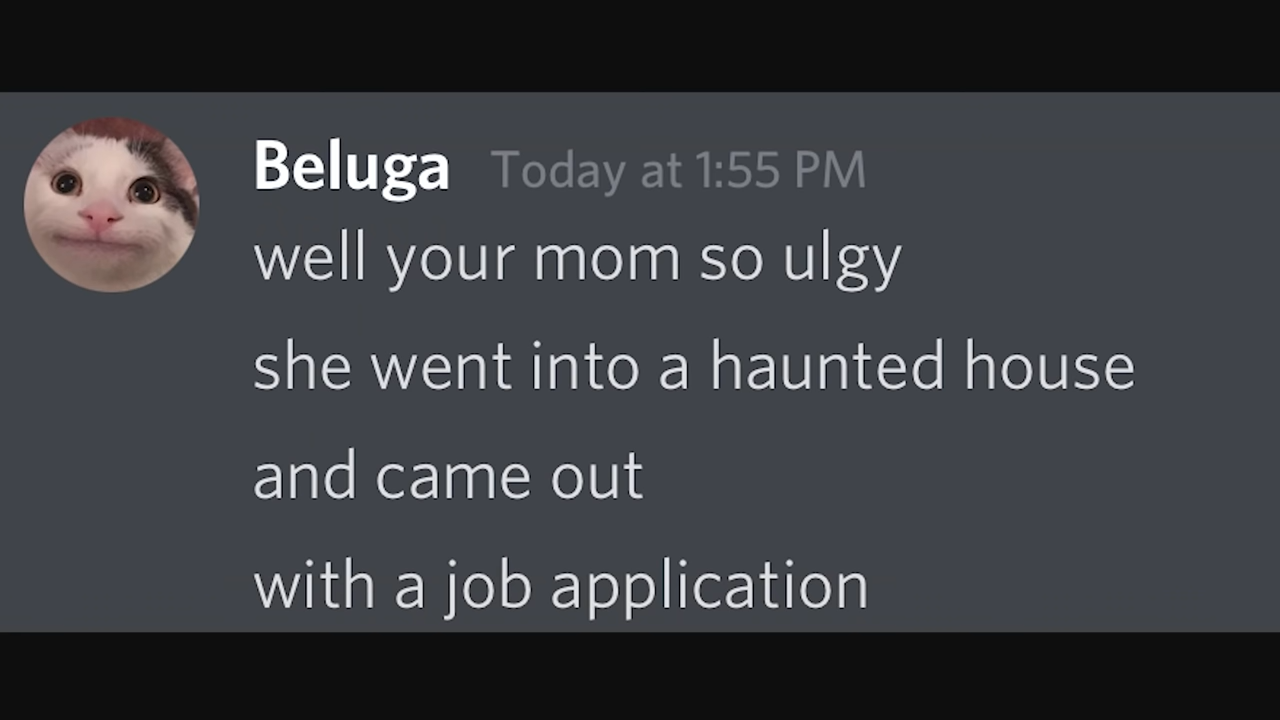 Beluga Today at 1:55 PM
well your mom so ulgy
she went into a haunted house
and came out
with a job application